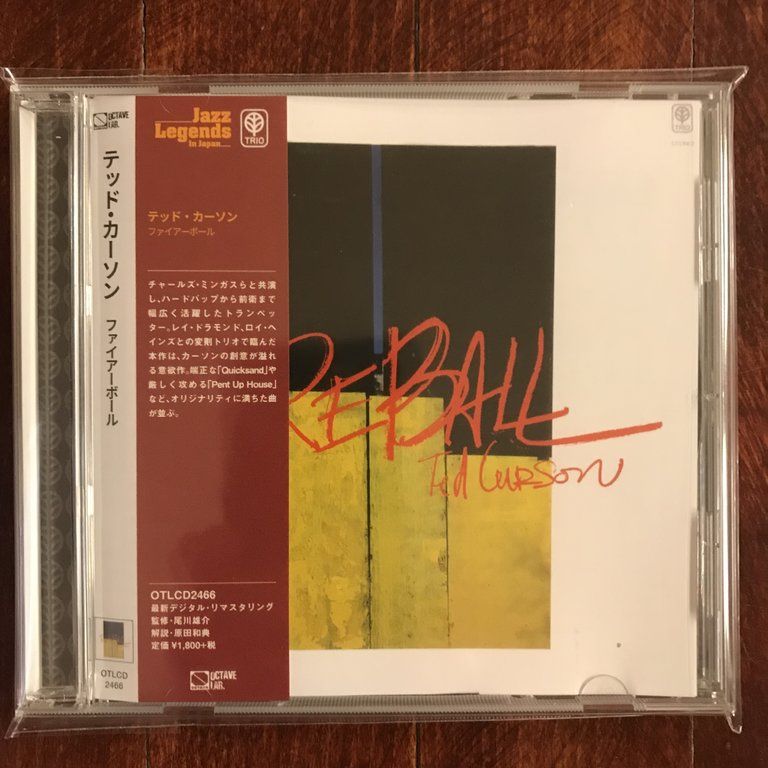 OCTAVE
LAB.
テッド・カーソン ファイアーボール
OTLCD
2466
Jazz
Legends
In Japan
TRIO
テッド・カーソン
ファイアーボール
チャールズ・ミンガスらと共演
し、ハードバップから前衛まで
幅広く活躍したトランペッ
ター。レイ・ドラモンド、ロイ・ヘ
インズとの変則トリオで臨んだ
本作は、カーソンの創意が溢れ
る意欲作。端正な「Quicksand」や
厳しく攻める「Pent Up House」
など、オリジナリティに満ちた曲
が並ぶ。
OTLCD2466
最新デジタル・リマスタリング
監修・尾川雄介
解説・原田和典
定価 ¥1,800+税
OCTAVE
LAB.
TRIO
REBALL
Ted Curson